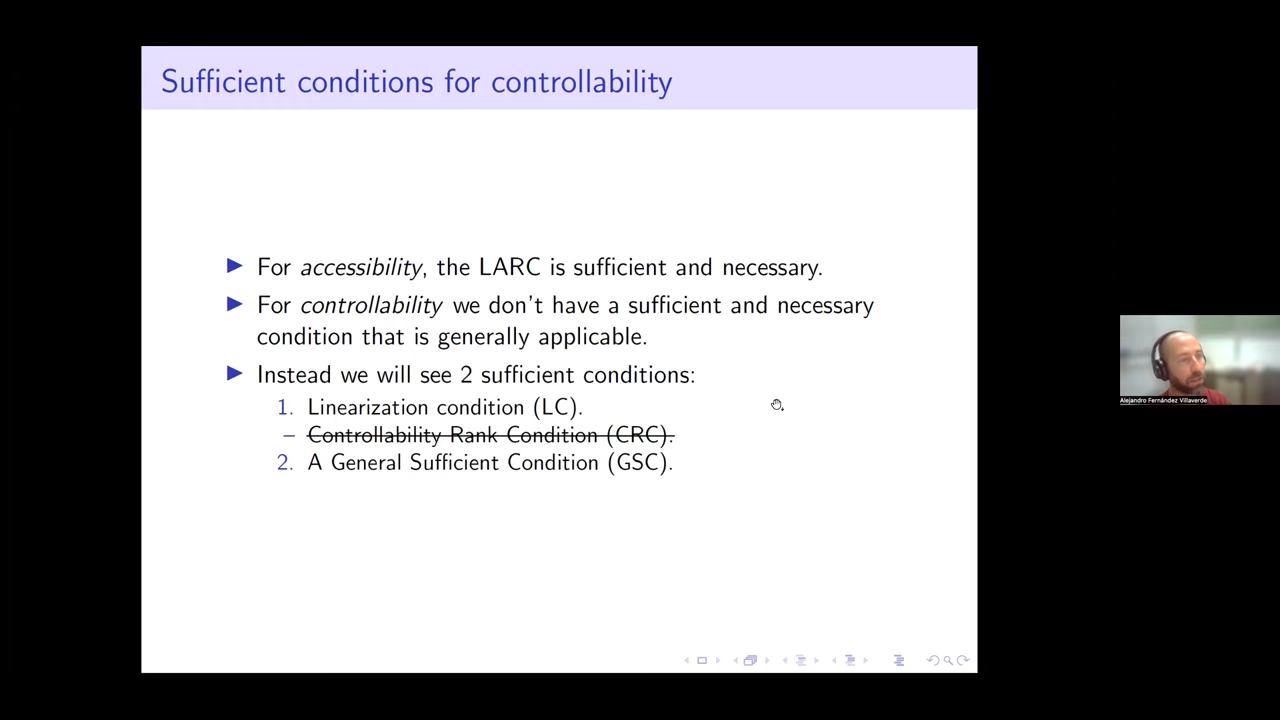 Sufficient conditions for controllability
For accessibility, the LARC is sufficient and necessary.
For controllability we don't have a sufficient and necessary
condition that is generally applicable.
Instead we will see 2 sufficient conditions:
1. Linearization condition (LC).
– Controllability Rank Condition (CRC).
2. A General Sufficient Condition (GSC).
Alejandro Fernández Villaverde